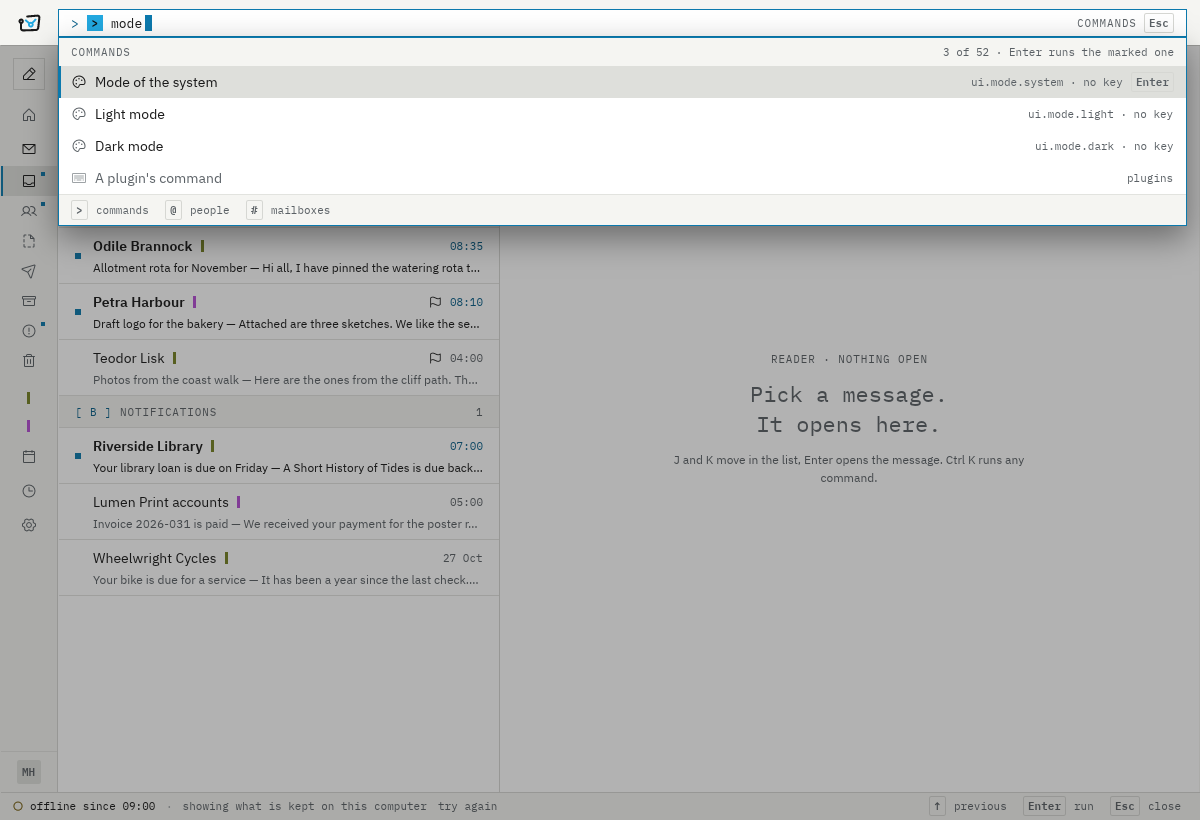 > > mode COMMANDS Esc
COMMANDS 3 of 52 · Enter runs the marked one
Mode of the system ui.mode.system · no key Enter
Light mode ui.mode.light · no key
Dark mode ui.mode.dark · no key
A plugin's command plugins
> commands @ people # mailboxes
Odile Brannock 08:35
Allotment rota for November — Hi all, I have pinned the watering rota t…
Petra Harbour 08:10
Draft logo for the bakery — Attached are three sketches. We like the se…
Teodor Lisk 04:00
Photos from the coast walk — Here are the ones from the cliff path. Th…
[ B ] NOTIFICATIONS 1
Riverside Library 07:00
Your library loan is due on Friday — A Short History of Tides is due back…
Lumen Print accounts 05:00
Invoice 2026-031 is paid — We received your payment for the poster r…
Wheelwright Cycles 27 Oct
Your bike is due for a service — It has been a year since the last check.…
READER · NOTHING OPEN
Pick a message.
It opens here.
J and K move in the list, Enter opens the message. Ctrl K runs any
command.
MH
offline since 09:00 · showing what is kept on this computer try again ↑ previous Enter run Esc close